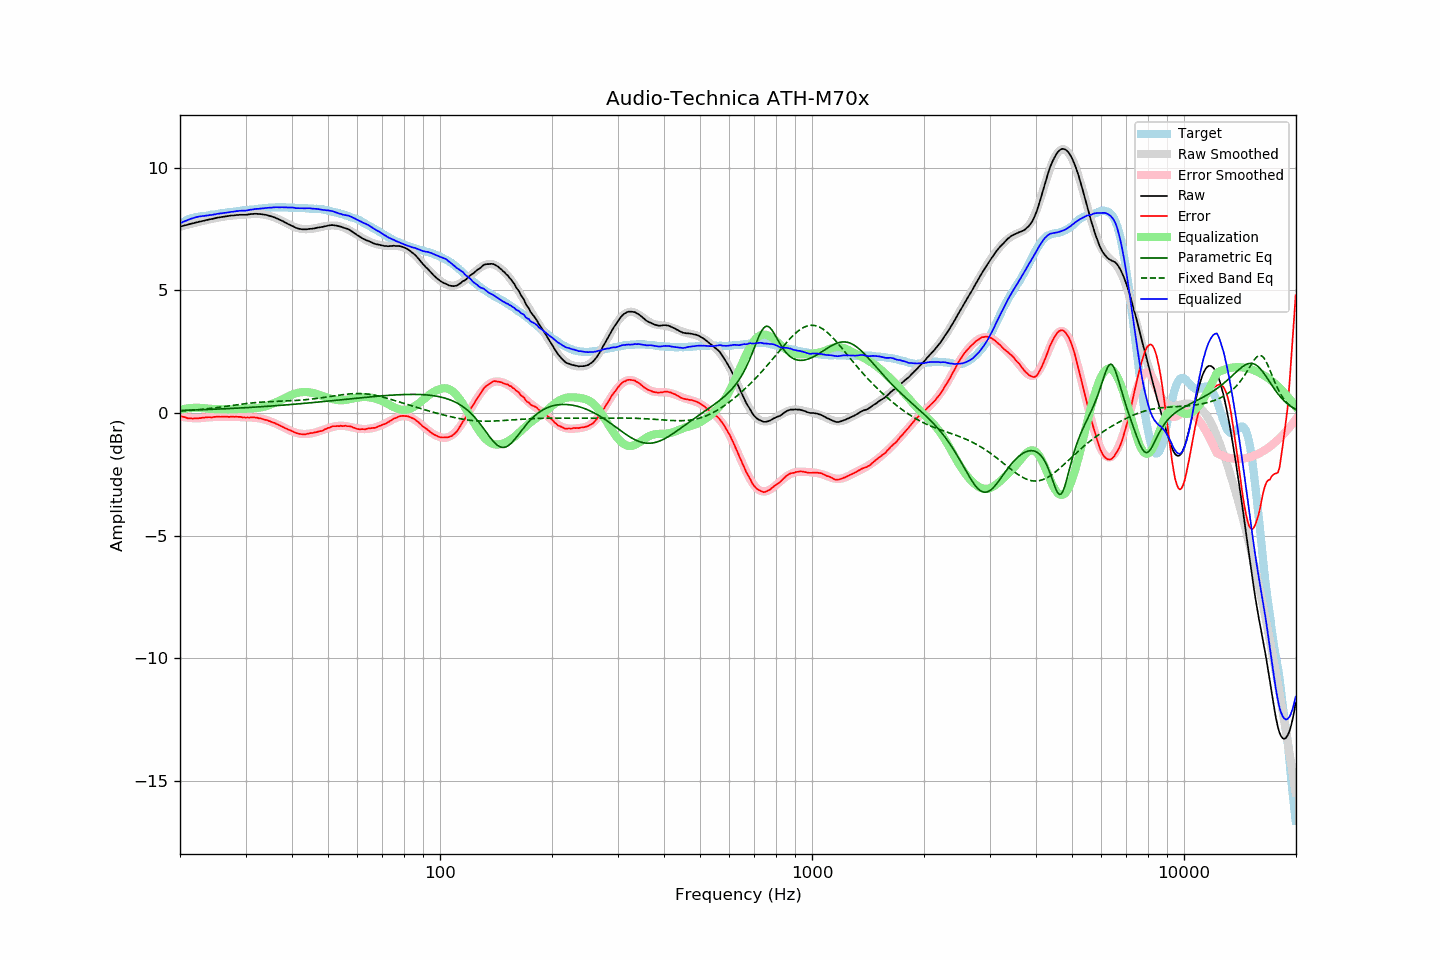 Audio-Technica ATH-M70x
Target
Raw Smoothed
Error Smoothed
Raw
Error
Equalization
Parametric Eq
Fixed Band Eq
Equalized
Amplitude (dBr)
10
5
0
−5
−10
−15
100
1000
10000
Frequency (Hz)